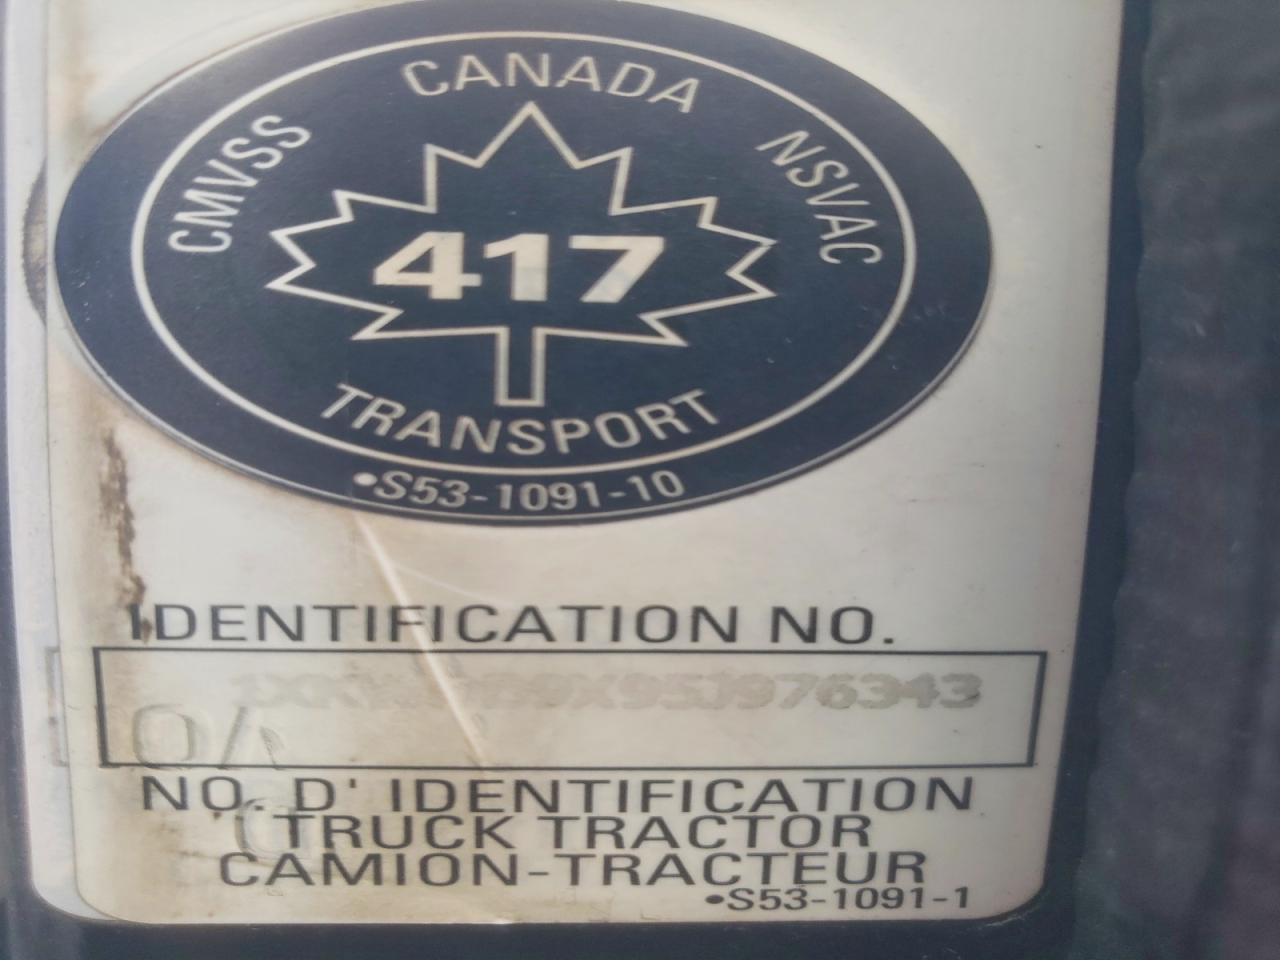 CANADA
CMVSS
NSVAC
417
TRANSPORT
•S53-1091-10
IDENTIFICATION NO.
NO. D' IDENTIFICATION
TRUCK TRACTOR
CAMION-TRACTEUR
•S53-1091-1